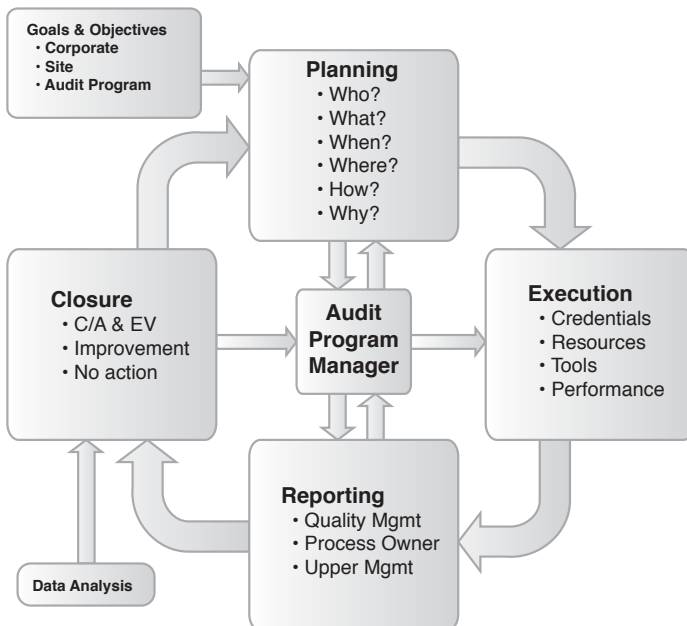 Goals & Objectives
• Corporate
• Site
• Audit Program
Planning
• Who?
• What?
• When?
• Where?
• How?
• Why?
Closure
• C/A & EV
• Improvement
• No action
Audit
Program
Manager
Execution
• Credentials
• Resources
• Tools
• Performance
Reporting
• Quality Mgmt
• Process Owner
• Upper Mgmt
Data Analysis